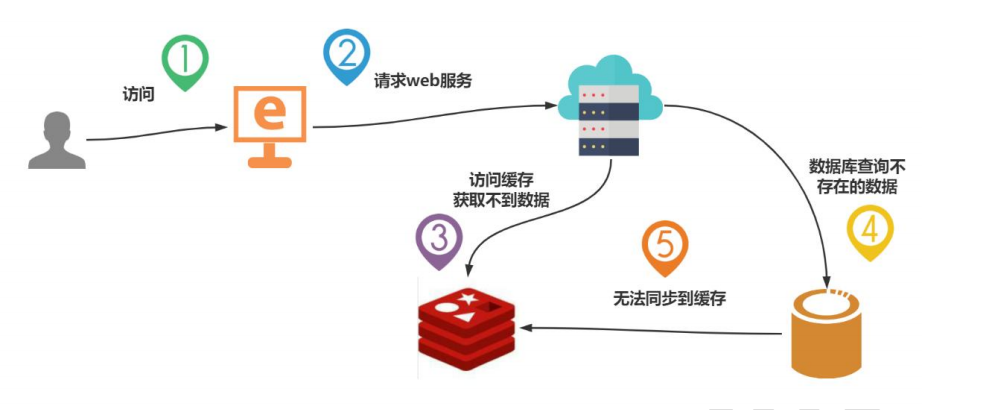 1
访问
2
请求web服务
e
访问缓存
获取不到数据
3
数据库查询不
存在的数据
4
5
无法同步到缓存